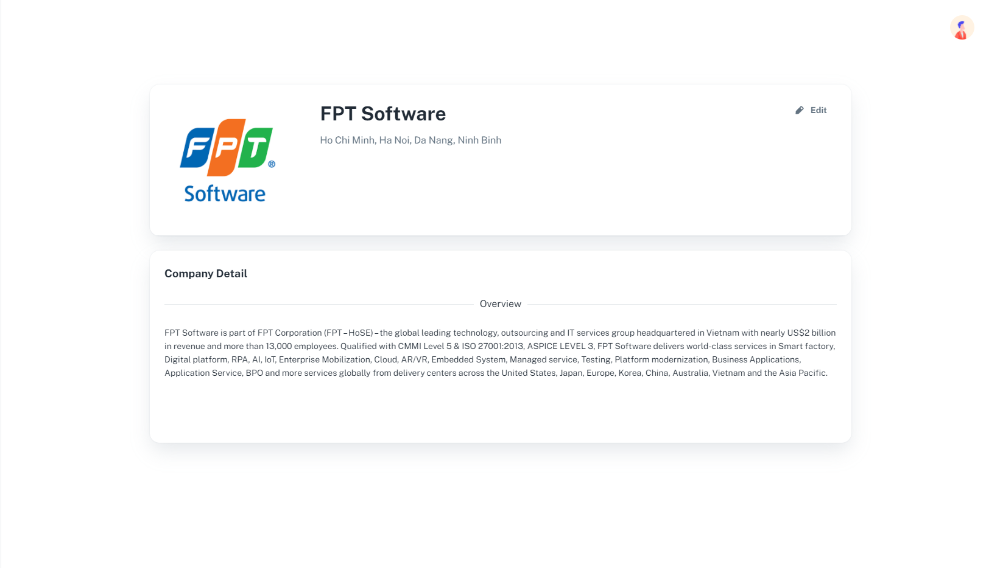 FPT Software
Edit
Ho Chi Minh, Ha Noi, Da Nang, Ninh Binh
FPT®
Software
Company Detail
Overview
FPT Software is part of FPT Corporation (FPT – HoSE) – the global leading technology, outsourcing and IT services group headquartered in Vietnam with nearly US$2 billion
in revenue and more than 13,000 employees. Qualified with CMMI Level 5 & ISO 27001:2013, ASPICE LEVEL 3, FPT Software delivers world-class services in Smart factory,
Digital platform, RPA, AI, IoT, Enterprise Mobilization, Cloud, AR/VR, Embedded System, Managed service, Testing, Platform modernization, Business Applications,
Application Service, BPO and more services globally from delivery centers across the United States, Japan, Europe, Korea, China, Australia, Vietnam and the Asia Pacific.